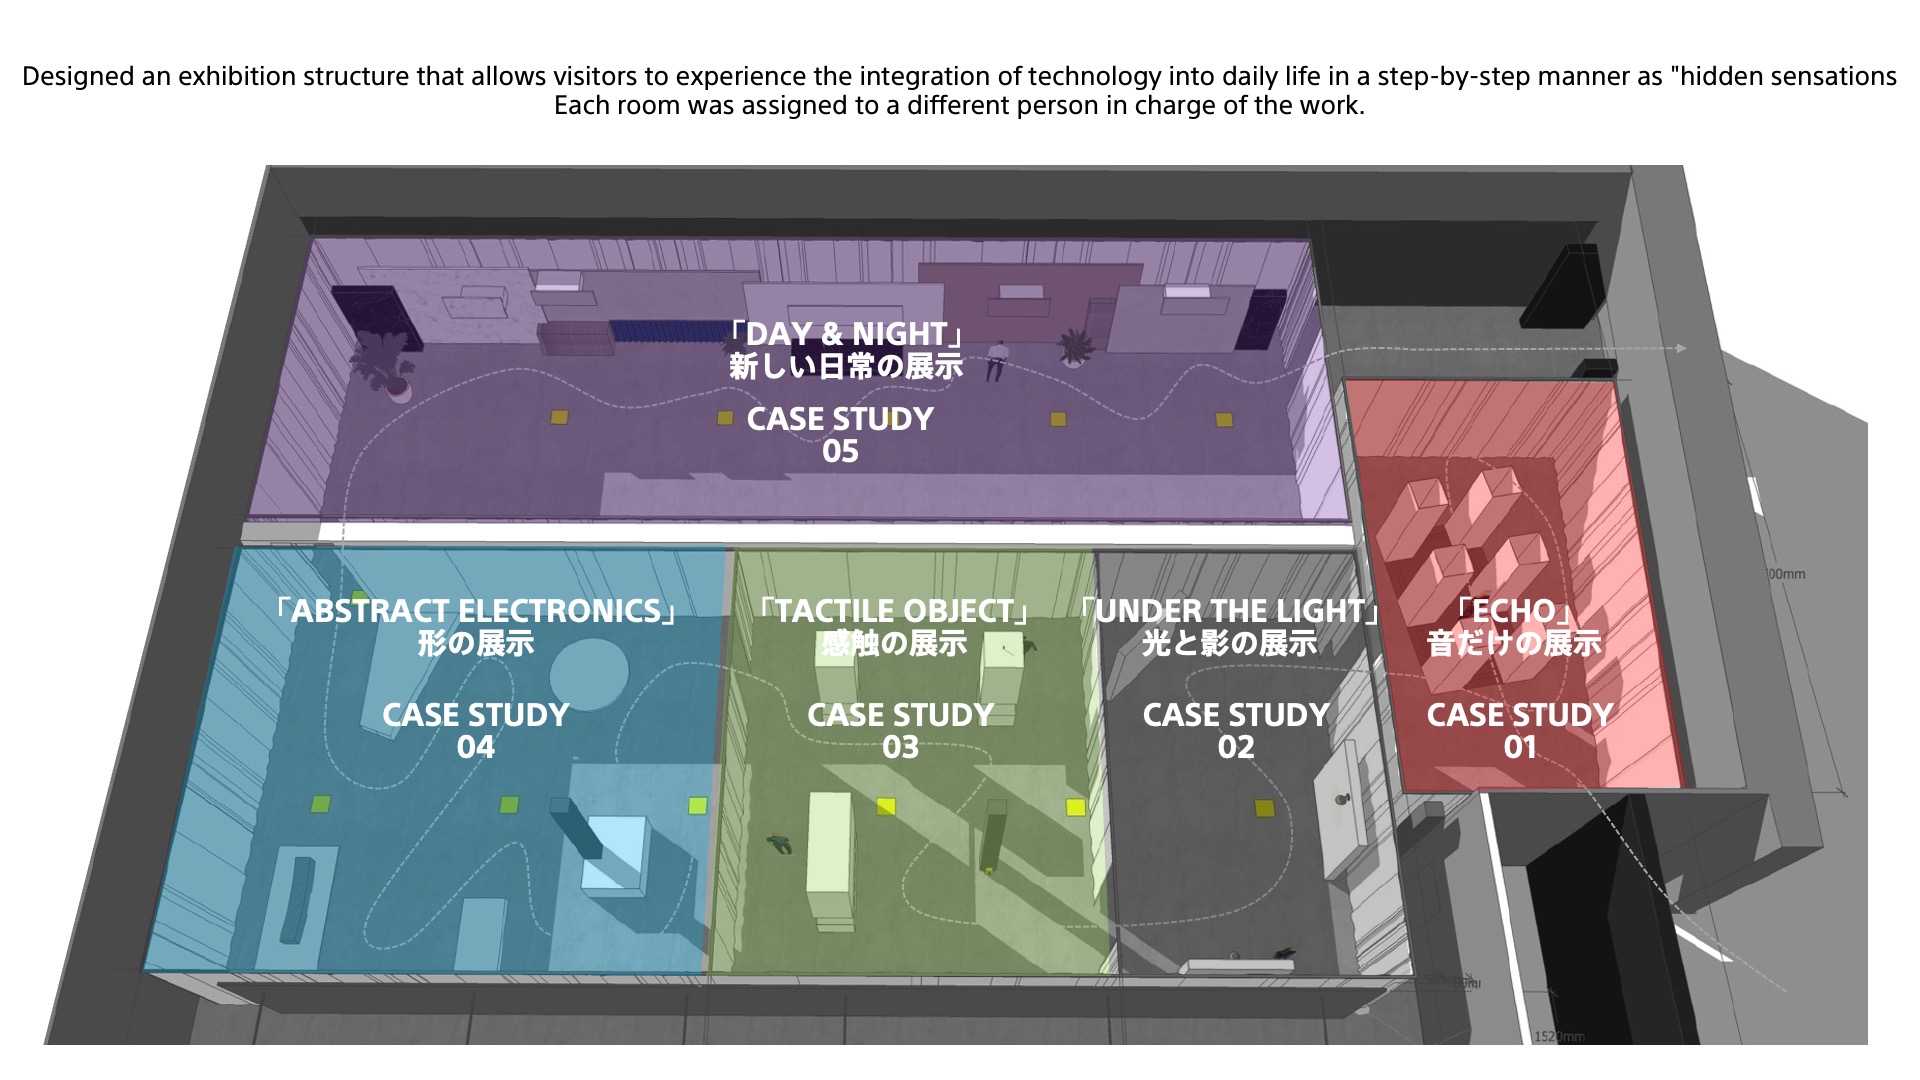 Designed an exhibition structure that allows visitors to experience the integration of technology into daily life in a step-by-step manner as "hidden sensations
Each room was assigned to a different person in charge of the work.
「DAY & NIGHT」
新しい日常の展示
CASE STUDY
05
「ABSTRACT ELECTRONICS」
形の展示
CASE STUDY
04
「TACTILE OBJECT」
感触の展示
CASE STUDY
03
「UNDER THE LIGHT」
光と影の展示
CASE STUDY
02
「ECHO」
音だけの展示
CASE STUDY
01
1520mm